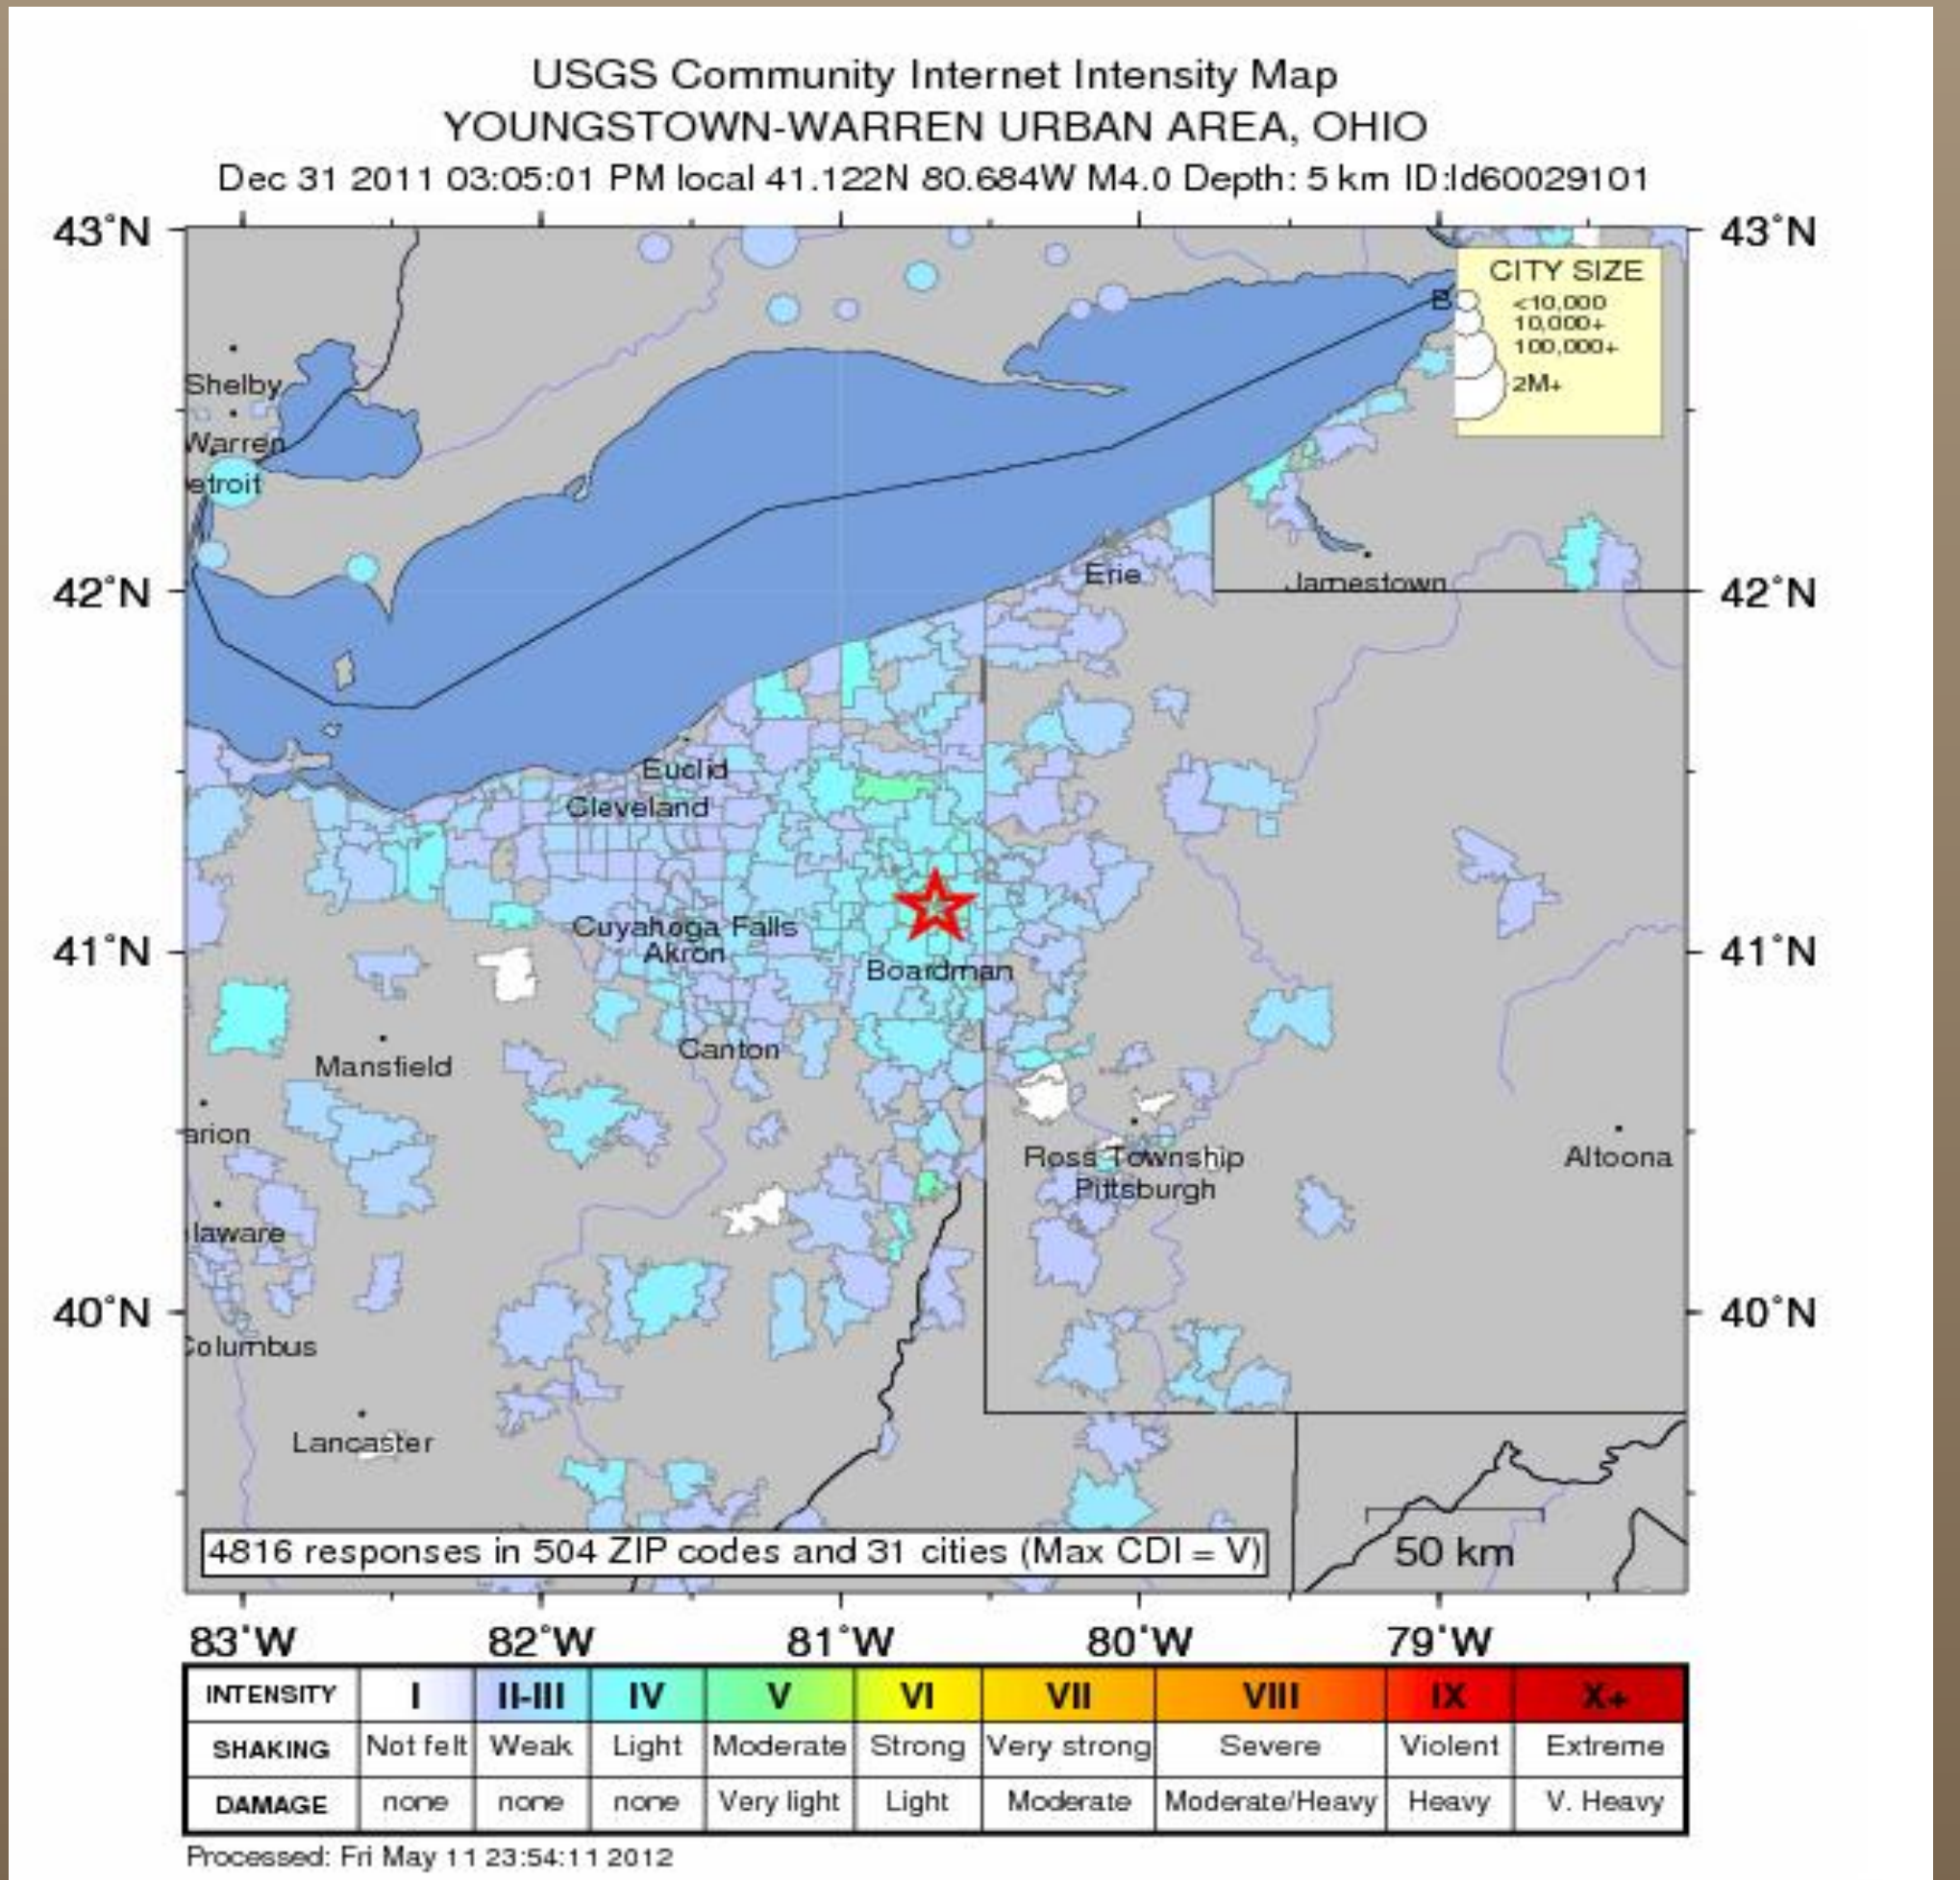 USGS Community Internet Intensity Map
YOUNGSTOWN-WARREN URBAN AREA, OHIO
Dec 31 2011 03:05:01 PM local 41.122N 80.684W M4.0 Depth: 5 km ID:ld60029101
43°N
43°N
CITY SIZE
B
<10,000
10,000+
100,000+
2M+
Shelby
Warren
etroit
Erie
Jamestown
42°N
42°N
Euclid
Cleveland
Cuyahoga Falls
Akron
41°N
41°N
Boardman
Canton
Mansfield
arion
Ross Township
Altoona
Pittsburgh
laware
40°N
40°N
Columbus
Lancaster
4816 responses in 504 ZIP codes and 31 cities (Max CDI = V)
50 km
83°W 82°W 81°W 80°W 79°W
INTENSITY I II-III IV V VI VII VIII IX X+
SHAKING Not felt Weak Light Moderate Strong Very strong Severe Violent Extreme
DAMAGE none none none Very light Light Moderate Moderate/Heavy Heavy V. Heavy
Processed: Fri May 11 23:54:11 2012